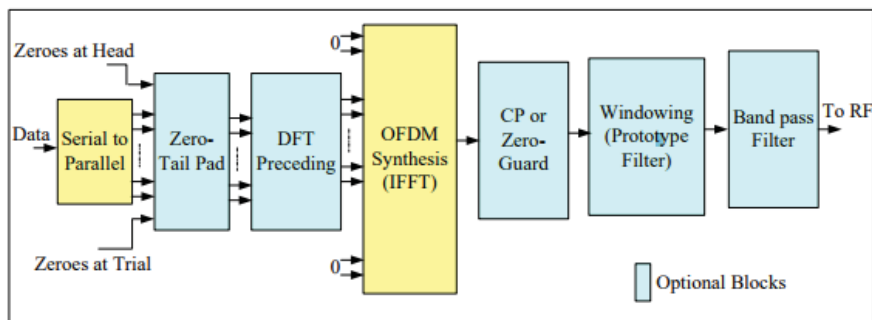 Zeroes at Head
Data
Serial to
Parallel
Zeroes at Trial
Zero-
Tail Pad
DFT
Preceding
0
0
OFDM
Synthesis
(IFFT)
CP or
Zero-
Guard
Windowing
(Prototype
Filter)
Band pass
Filter
To RF
Optional Blocks